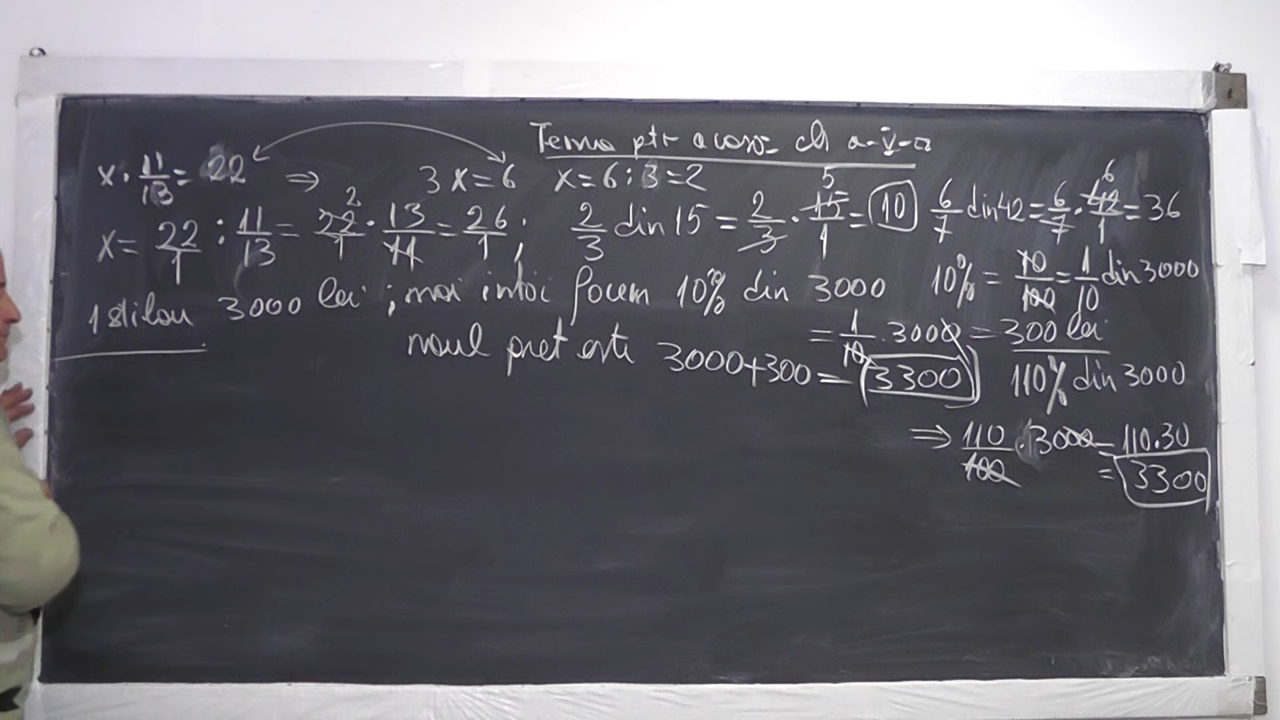 Tema ptr acasă cls a-V-a
x · 11/13 = 22 ⇒ 3x = 6 x = 6 : 3 = 2
x = 22/1 : 11/13 = 22/1 · 13/11 = 26/1 ; 2/3 din 15 = 2/3 · 15/1 = 10 6/7 din 42 = 6/7 · 42/1 = 36
1 stilou 3000 lei ; mai intai facem 10% din 3000 10% = 10/100 = 1/10 din 3000
= 1/10 · 3000 = 300 lei
noul pret este 3000+300 = 3300 110% din 3000
⇒ 110/100 · 3000 = 110.30
= 3300